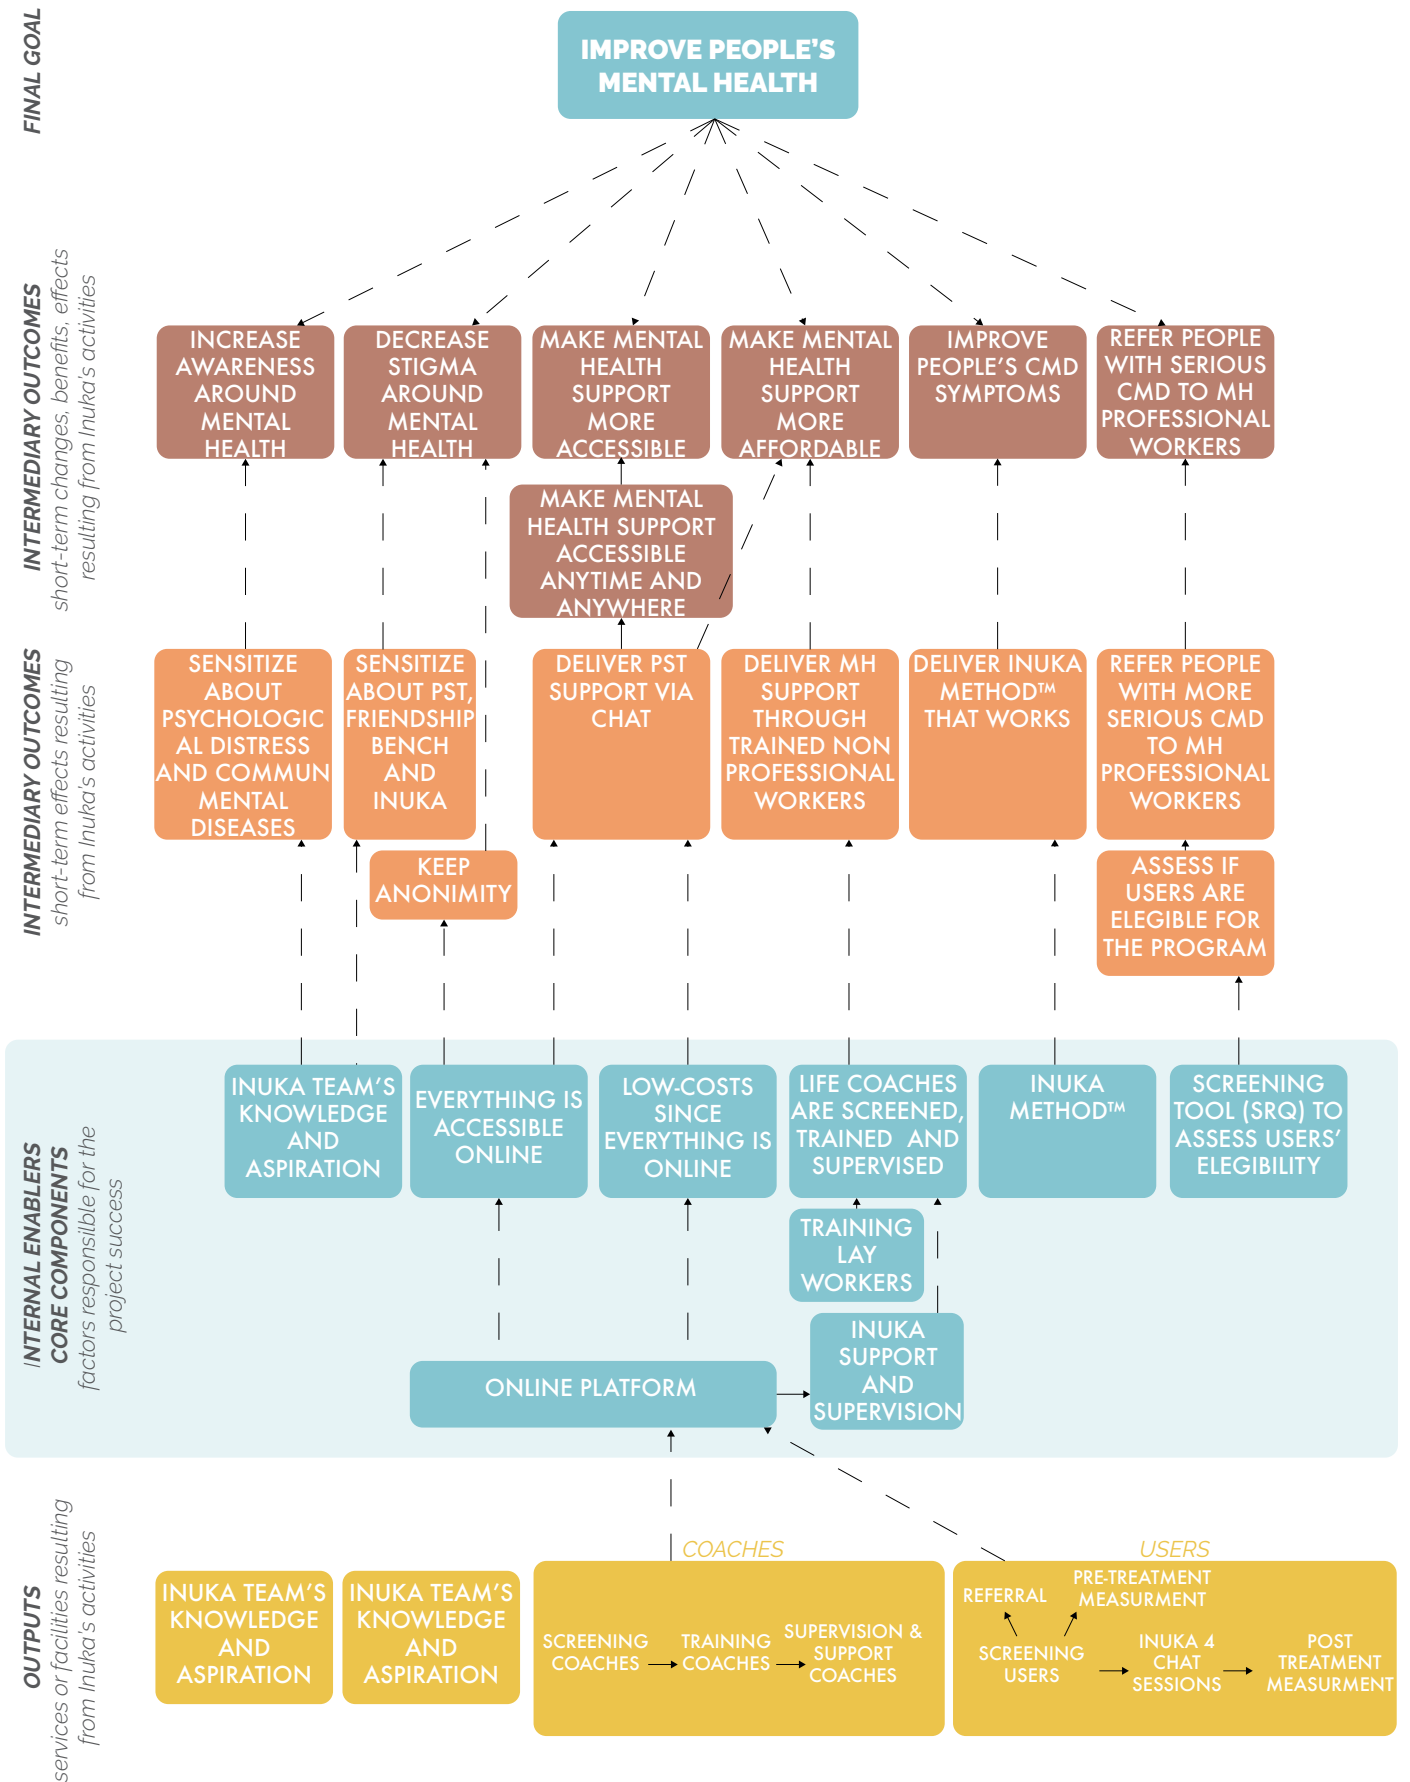 FINAL GOAL
IMPROVE PEOPLE'S
MENTAL HEALTH
INTERMEDIARY OUTCOMES
short-term changes, benefits, effects
resulting from Inuka's activities
INCREASE
AWARENESS
AROUND
MENTAL
HEALTH
DECREASE
STIGMA
AROUND
MENTAL
HEALTH
MAKE MENTAL
HEALTH
SUPPORT
MORE
ACCESSIBLE
MAKE MENTAL
HEALTH
SUPPORT
MORE
AFFORDABLE
IMPROVE
PEOPLE'S CMD
SYMPTOMS
REFER PEOPLE
WITH SERIOUS
CMD TO MH
PROFESSIONAL
WORKERS
MAKE MENTAL
HEALTH SUPPORT
ACCESSIBLE
ANYTIME AND
ANYWHERE
INTERMEDIARY OUTCOMES
short-term effects resulting
from Inuka's activities
SENSITIZE
ABOUT
PSYCHOLOGIC
AL DISTRESS
AND COMMUN
MENTAL
DISEASES
SENSITIZE
ABOUT PST,
FRIENDSHIP
BENCH
AND
INUKA
DELIVER PST
SUPPORT VIA
CHAT
DELIVER MH
SUPPORT
THROUGH
TRAINED NON
PROFESSIONAL
WORKERS
DELIVER INUKA
METHOD™
THAT WORKS
REFER PEOPLE
WITH MORE
SERIOUS CMD
TO MH
PROFESSIONAL
WORKERS
KEEP
ANONIMITY
ASSESS IF
USERS ARE
ELEGIBLE FOR
THE PROGRAM
INTERNAL ENABLERS
CORE COMPONENTS
factors responsilble for the
project success
INUKA TEAM'S
KNOWLEDGE
AND
ASPIRATION
EVERYTHING IS
ACCESSIBLE
ONLINE
LOW-COSTS
SINCE
EVERYTHING IS
ONLINE
LIFE COACHES
ARE SCREENED,
TRAINED AND
SUPERVISED
INUKA
METHOD™
SCREENING
TOOL (SRQ) TO
ASSESS USERS'
ELEGIBILITY
TRAINING
LAY
WORKERS
INUKA
SUPPORT
AND
SUPERVISION
ONLINE PLATFORM
OUTPUTS
services or facilities resulting
from Inuka's activities
INUKA TEAM'S
KNOWLEDGE
AND
ASPIRATION
INUKA TEAM'S
KNOWLEDGE
AND
ASPIRATION
COACHES
SCREENING
COACHES
TRAINING
COACHES
SUPERVISION &
SUPPORT
COACHES
USERS
REFERRAL
PRE-TREATMENT
MEASURMENT
SCREENING
USERS
INUKA 4
CHAT
SESSIONS
POST
TREATMENT
MEASURMENT